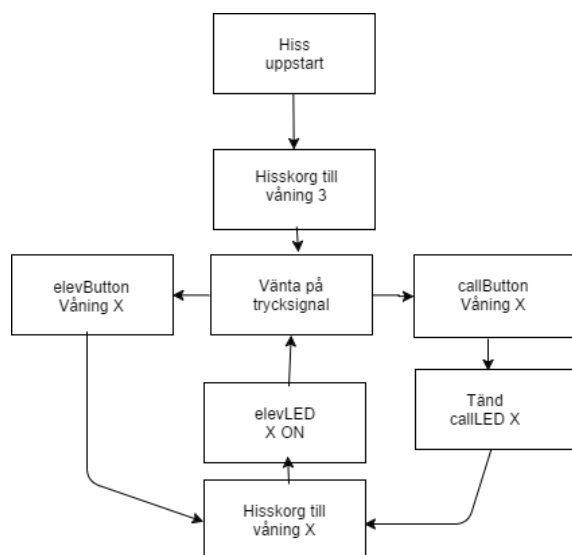 Hiss
uppstart
Hisskorg till
våning 3
elevButton
Våning X
Vänta på
trycksignal
callButton
Våning X
elevLED
X ON
Tänd
callLED X
Hisskorg till
våning X